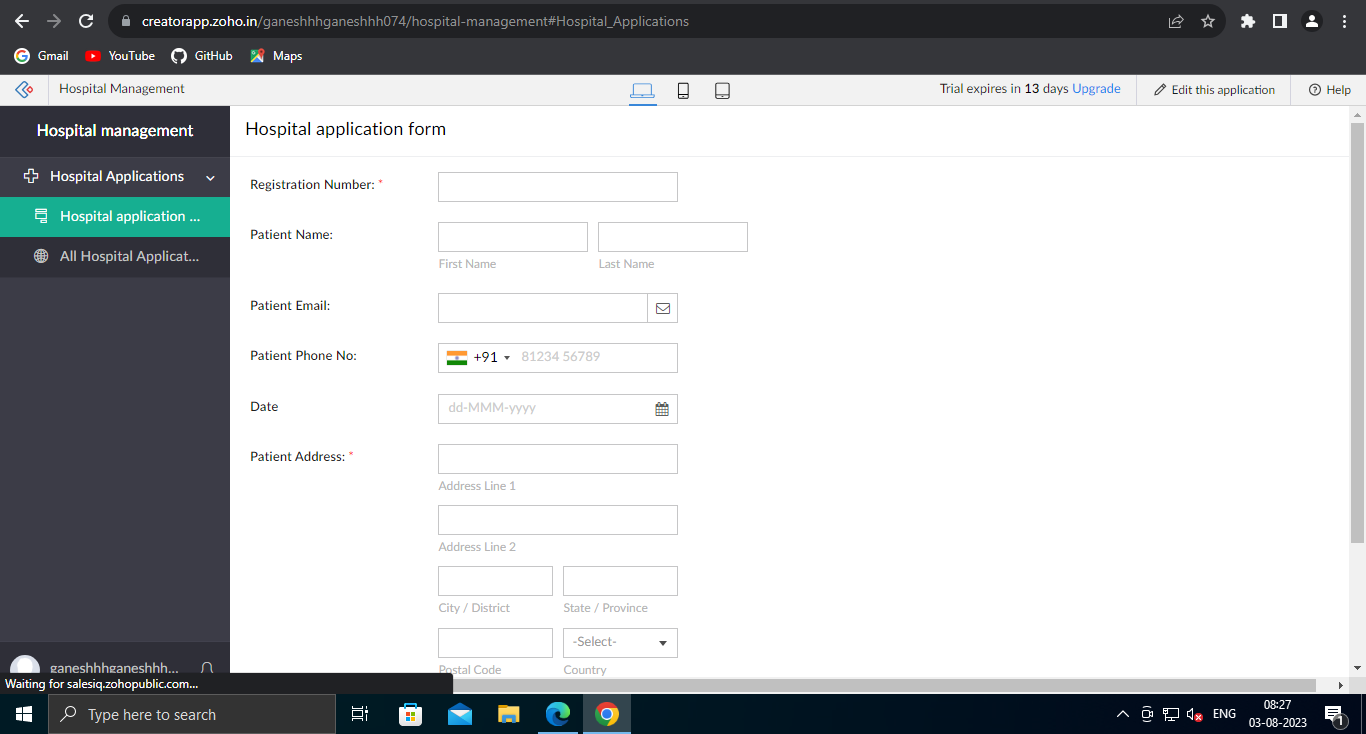 creatorapp.zoho.in/ganeshhhganeshhh074/hospital-management#Hospital_Applications
Gmail YouTube GitHub Maps
Hospital Management Trial expires in 13 days Upgrade Edit this application Help
Hospital management
Hospital application form
Hospital Applications
Hospital application ...
All Hospital Applicat...
Registration Number: *
Patient Name:
First Name Last Name
Patient Email:
Patient Phone No: +91 81234 56789
Date dd-MMM-yyyy
Patient Address: *
Address Line 1
Address Line 2
City / District State / Province
-Select-
Postal Code Country
ganeshhhganeshhh...
Waiting for salesiq.zohopublic.com...
Type here to search ENG 08:27
03-08-2023
1